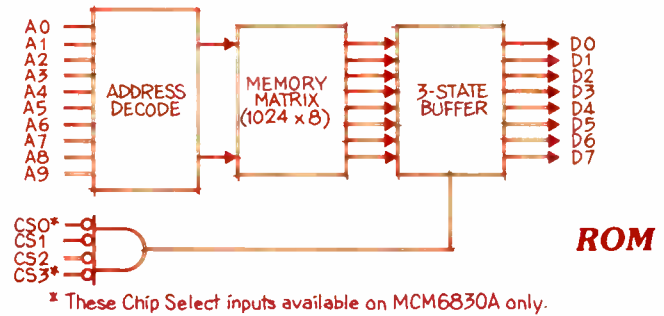 A0
A1
A2
A3
A4
A5
A6
A7
A8
A9
ADDRESS
DECODE
MEMORY
MATRIX
(1024 x 8)
3-STATE
BUFFER
D0
D1
D2
D3
D4
D5
D6
D7
CS0*
CS1
CS2
CS3*
ROM
* These Chip Select inputs available on MCM6830A only.